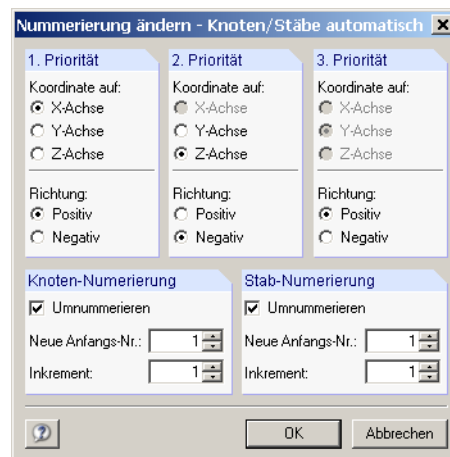 Nummerierung ändern - Knoten/Stäbe automatisch
1. Priorität
Koordinate auf:
X-Achse
Y-Achse
Z-Achse
Richtung:
Positiv
Negativ
2. Priorität
Koordinate auf:
X-Achse
Y-Achse
Z-Achse
Richtung:
Positiv
Negativ
3. Priorität
Koordinate auf:
X-Achse
Y-Achse
Z-Achse
Richtung:
Positiv
Negativ
Knoten-Numerierung
Umnummerieren
Neue Anfangs-Nr.: 1
Inkrement: 1
Stab-Numerierung
Umnummerieren
Neue Anfangs-Nr.: 1
Inkrement: 1
OK
Abbrechen